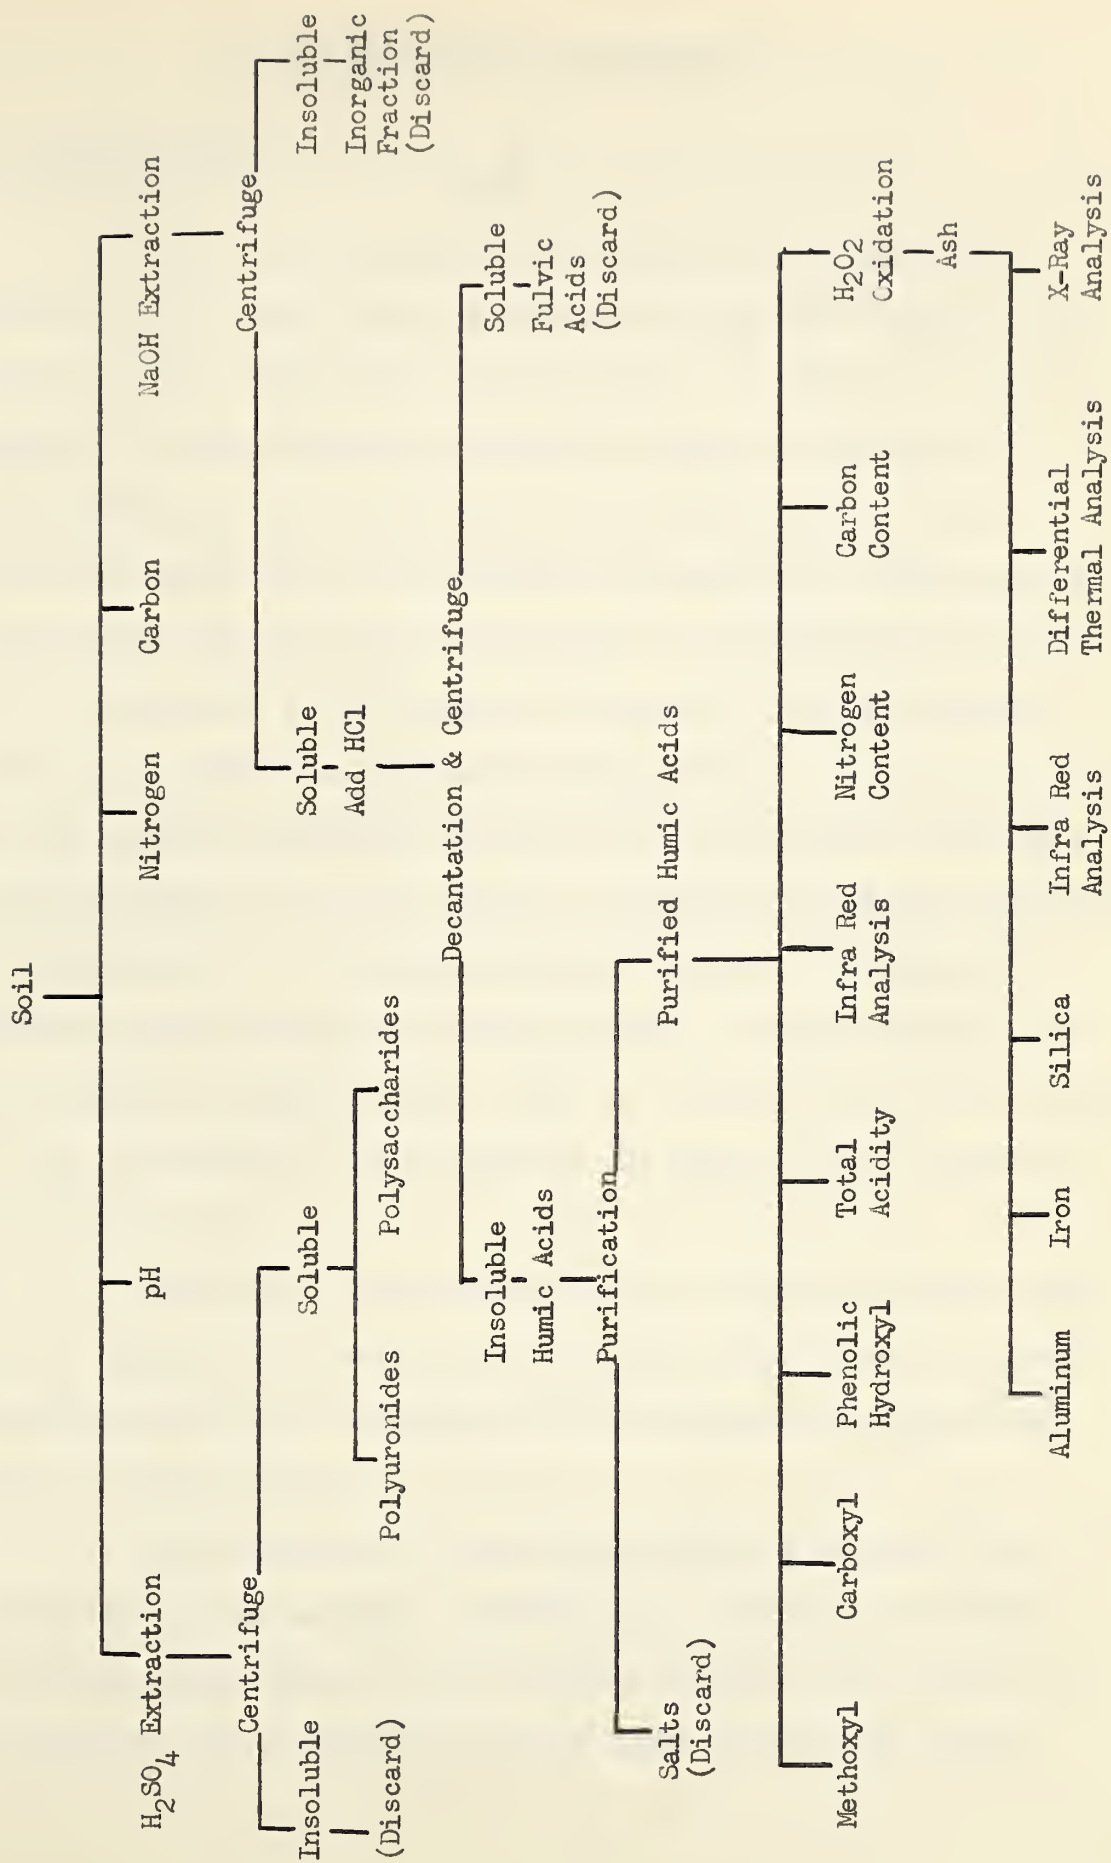 Soil
H2SO4 Extraction
pH
Nitrogen
Carbon
NaOH Extraction
Centrifuge
Centrifuge
Insoluble
(Discard)
Soluble
Polyuronides
Polysaccharides
Soluble
Add HCl
Insoluble
Inorganic
Fraction
(Discard)
Decantation & Centrifuge
Insoluble
Humic Acids
Soluble
Fulvic
Acids
(Discard)
Purification
Salts
(Discard)
Purified Humic Acids
Methoxyl
Carboxyl
Phenolic
Hydroxyl
Total
Acidity
Infra Red
Analysis
Nitrogen
Content
Carbon
Content
H2O2
Oxidation
Ash
Aluminum
Iron
Silica
Infra Red
Analysis
Differential
Thermal Analysis
X-Ray
Analysis